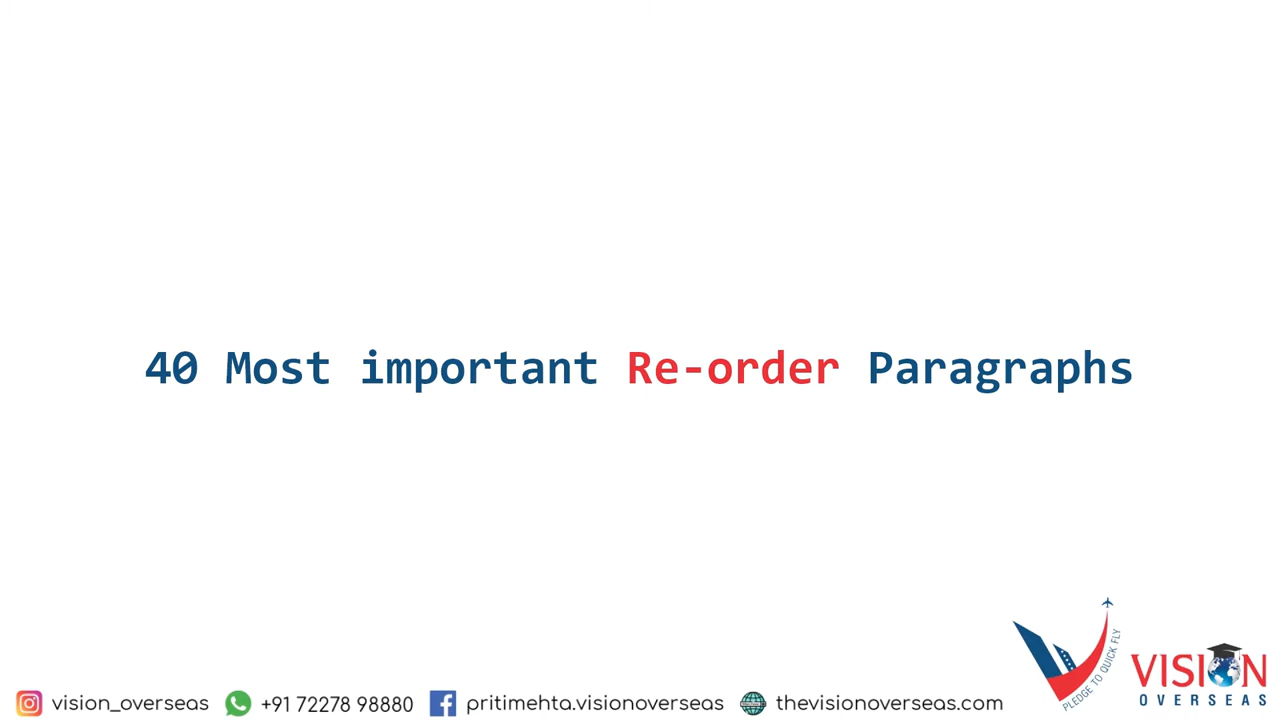 40 Most important Re-order Paragraphs
PLEDGE TO QUICK FLY
VISION
OVERSEAS
vision_overseas +91 72278 98880 pritimehta.visionoverseas thevisionoverseas.com